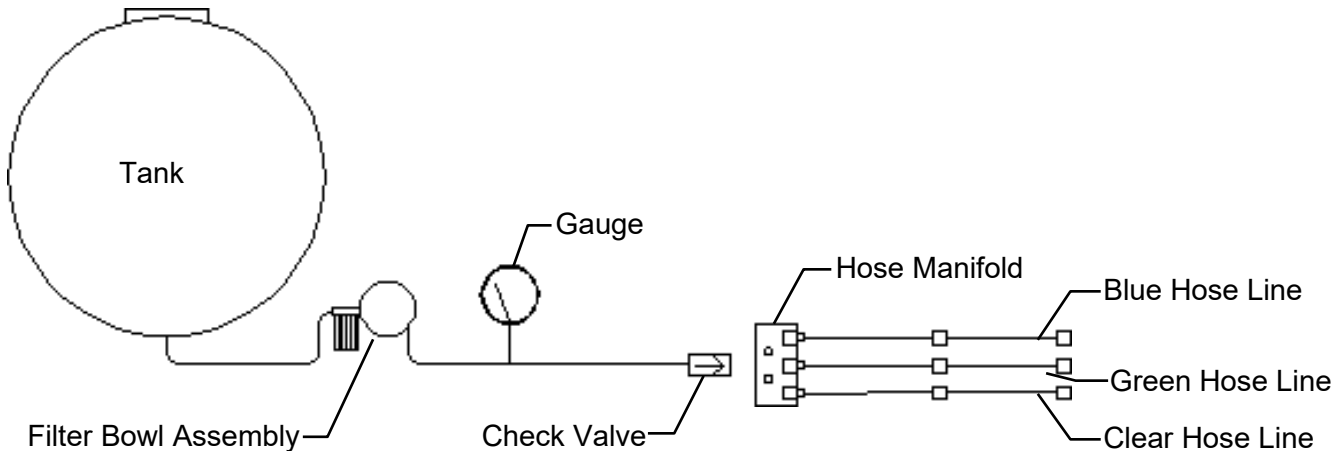 Tank
Gauge
Hose Manifold
Blue Hose Line
Green Hose Line
Filter Bowl Assembly
Check Valve
Clear Hose Line